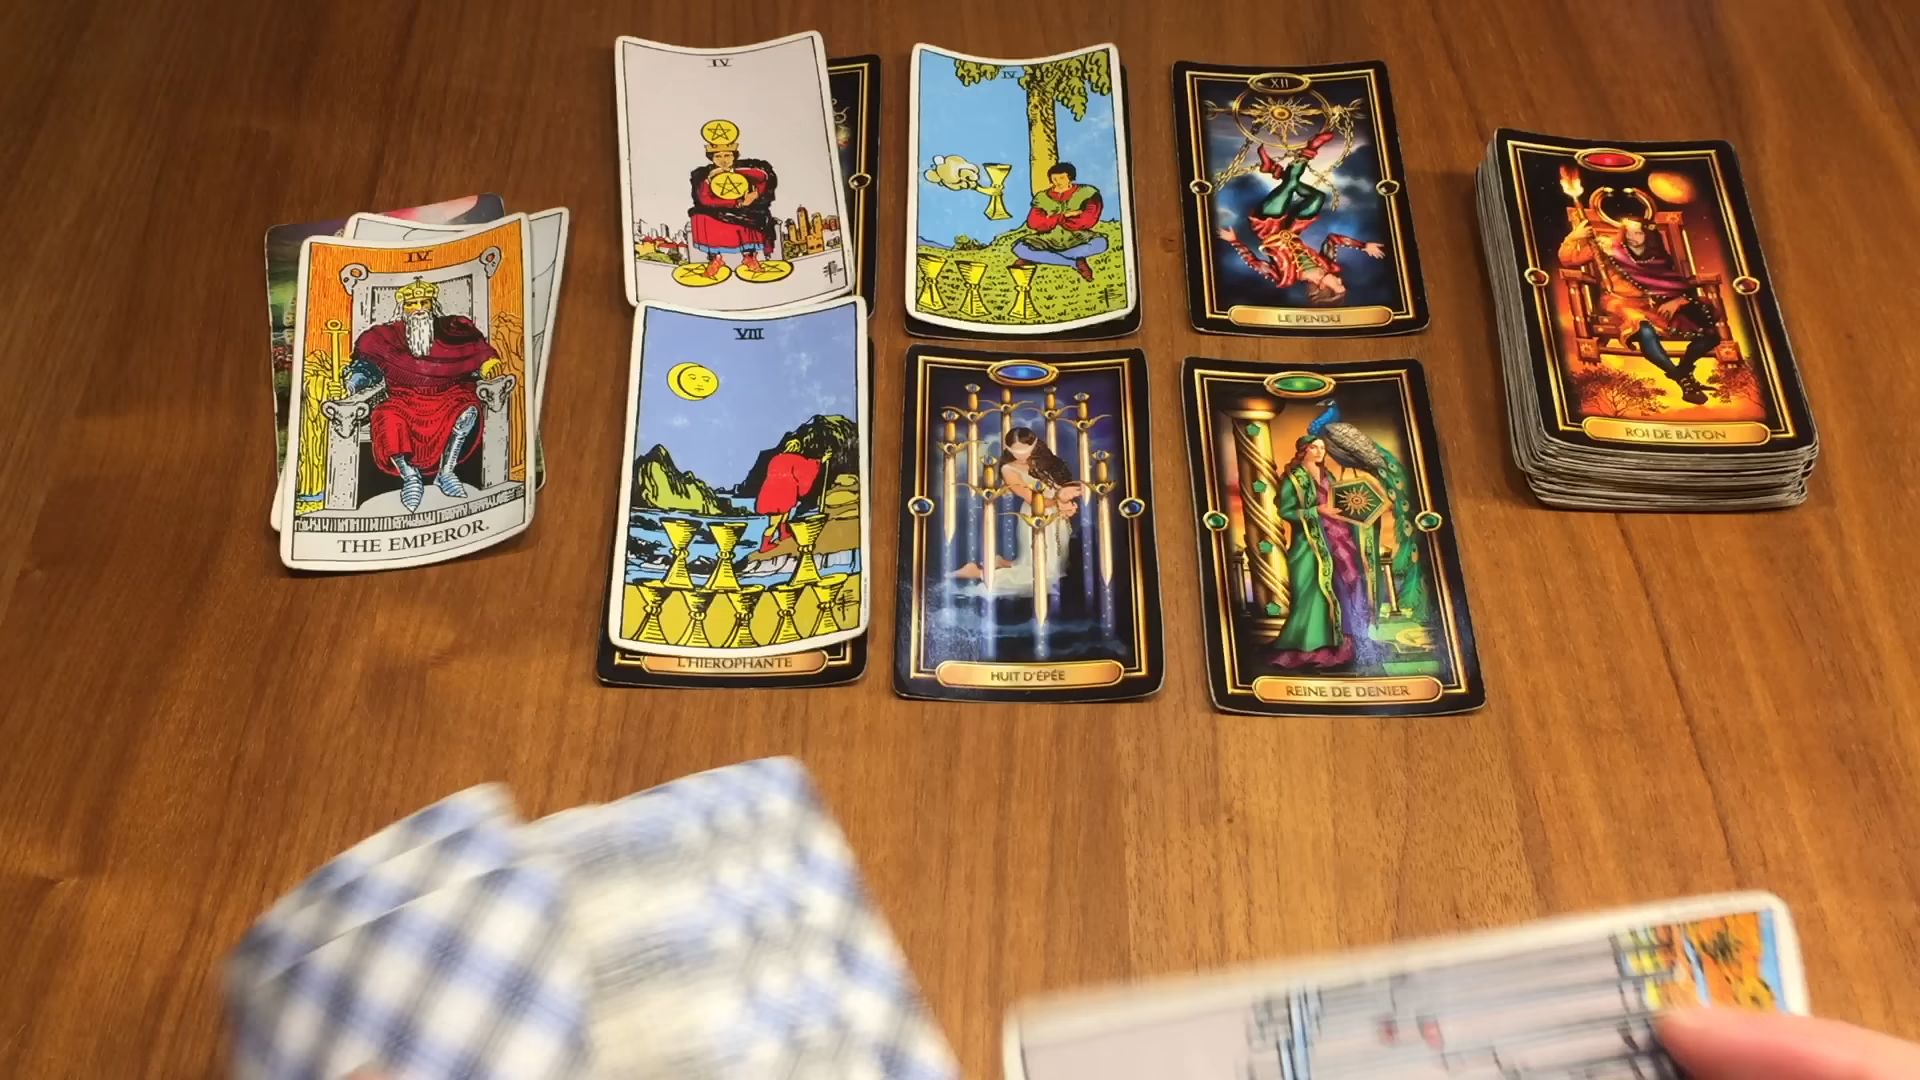 IV
THE EMPEROR.
IV
IV
XII
LE PENDU
ROI DE BÂTON
VIII
L'HIEROPHANTE
HUIT D'ÉPÉE
REINE DE DENIER